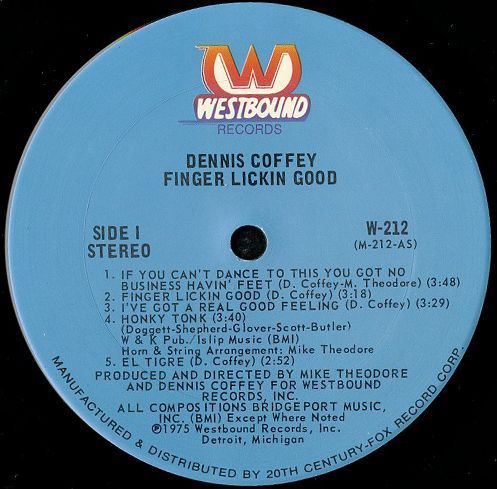 W
WESTBOUND
RECORDS
DENNIS COFFEY
FINGER LICKIN GOOD
SIDE I
STEREO
W-212
(M-212-AS)
1. IF YOU CAN'T DANCE TO THIS YOU GOT NO
BUSINESS HAVIN' FEET (D. Coffey-M. Theodore) (3:48)
2. FINGER LICKIN GOOD (D. Coffey) (3:18)
3. I'VE GOT A REAL GOOD FEELING (D. Coffey) (3:29)
4. HONKY TONK (3:40)
(Doggett-Shepherd-Glover-Scott-Butler)
W & K Pub./Islip Music (BMI)
Horn & String Arrangement: Mike Theodore
5. EL TIGRE (D. Coffey) (2:52)
PRODUCED AND DIRECTED BY MIKE THEODORE
AND DENNIS COFFEY FOR WESTBOUND
RECORDS, INC.
ALL COMPOSITIONS BRIDGEPORT MUSIC,
INC. (BMI) Except Where Noted
℗1975 Westbound Records, Inc.
Detroit, Michigan
MANUFACTURED & DISTRIBUTED BY 20TH CENTURY-FOX RECORD CORP.